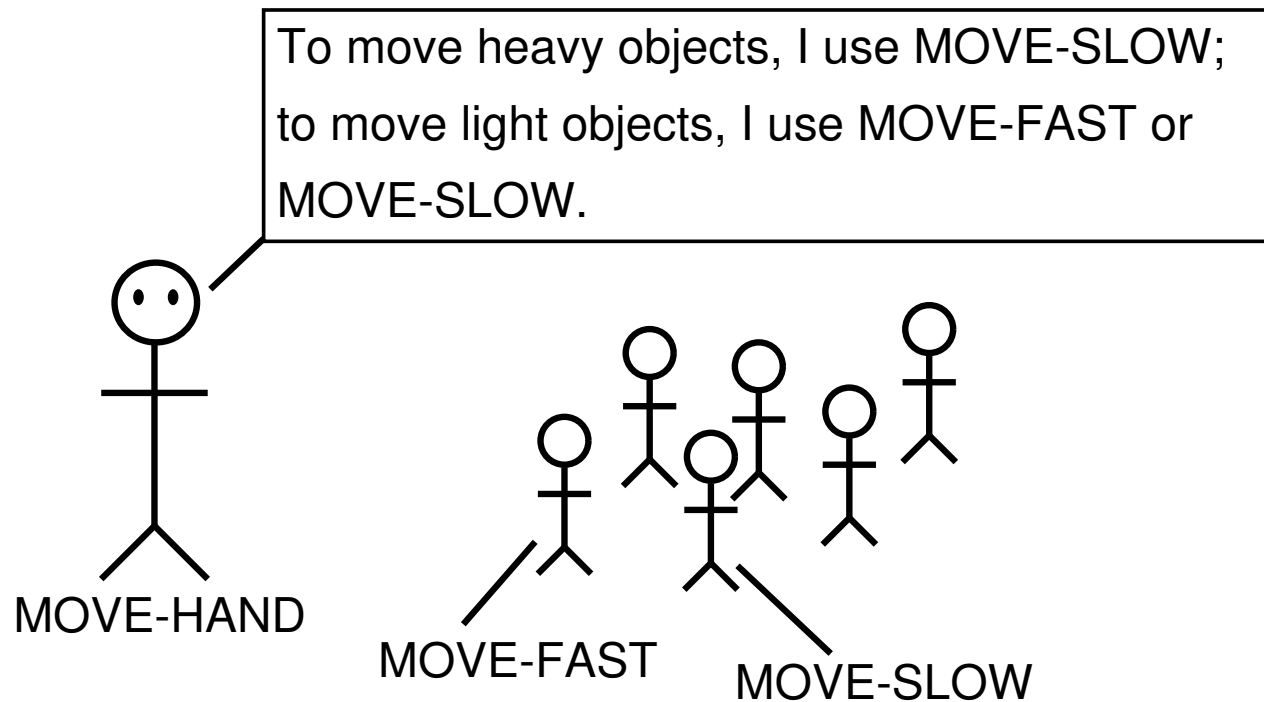 To move heavy objects, I use MOVE-SLOW;
to move light objects, I use MOVE-FAST or
MOVE-SLOW.
MOVE-HAND
MOVE-FAST
MOVE-SLOW